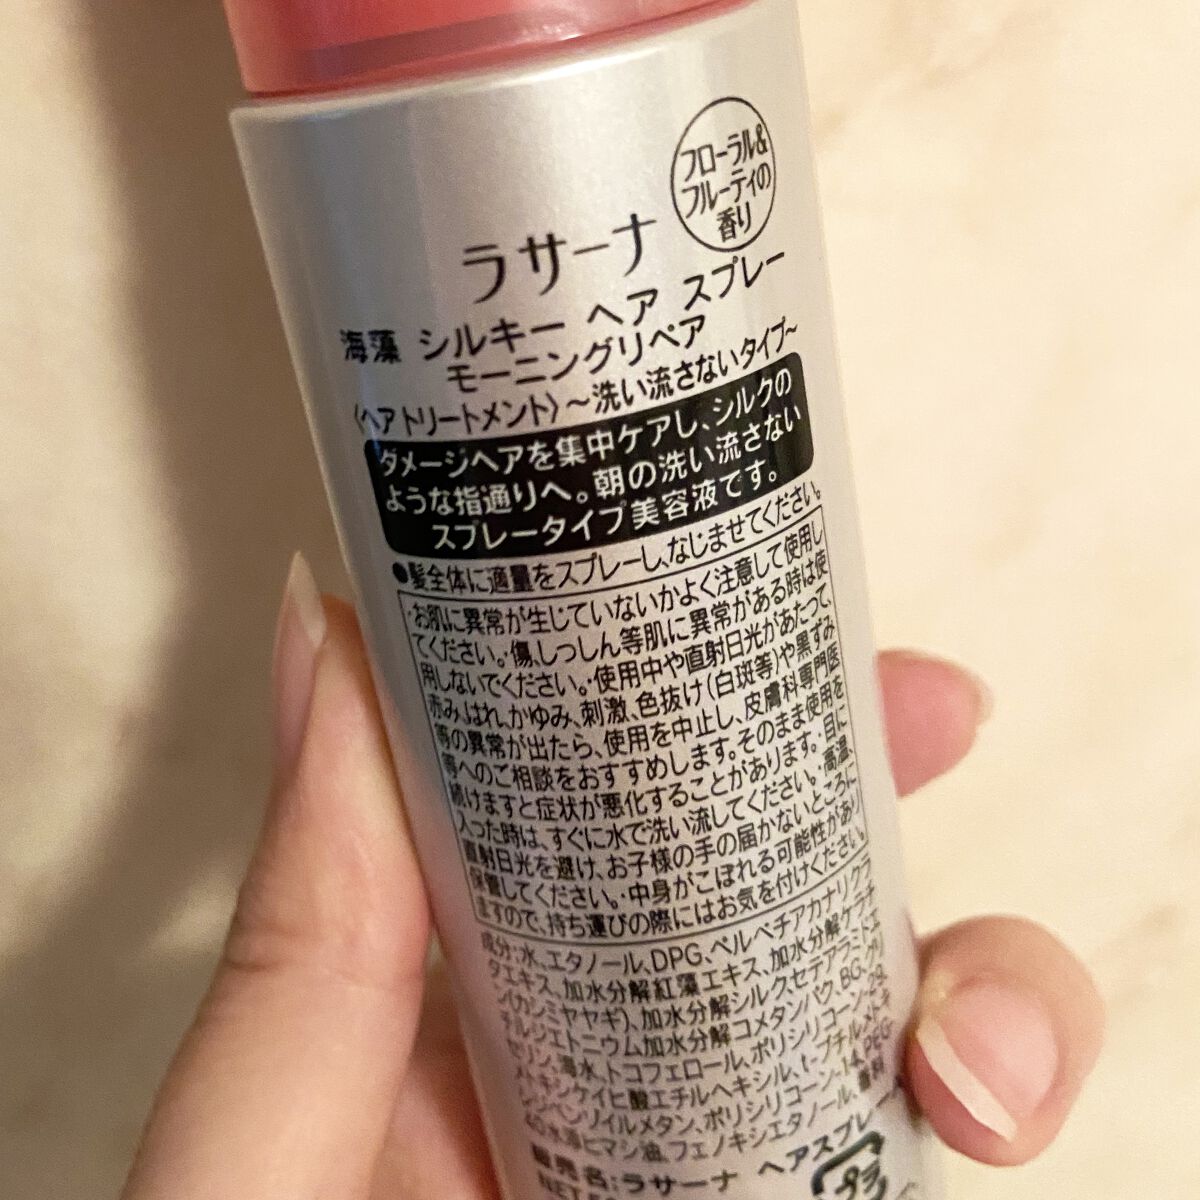 フローラル&
フルーティの
香り
ラサーナ
海藻 シルキー ヘア スプレー
モーニングリペア
〈ヘアトリートメント〉〜洗い流さないタイプ〜
ダメージヘアを集中ケアし、シルクの
ような指通りへ。朝の洗い流さない
スプレータイプ美容液です。
●髪全体に適量をスプレーし、なじませてください。
・お肌に異常が生じていないかよく注意して使用し
てください。・傷、しっしん等肌に異常がある時は使
用しないでください。・使用中や直射日光があたって、
赤み、はれ、かゆみ、刺激、色抜け(白斑等)や黒ずみ
等の異常が出たら、使用を中止し、皮膚科専門医
等へのご相談をおすすめします。そのまま使用を
続けますと症状が悪化することがあります。・目に
入った時は、すぐに水で洗い流してください。・高温、
直射日光を避け、お子様の手の届かないところに
保管してください。・中身がこぼれる可能性があり
ますので、持ち運びの際にはお気を付けください。
成分:水、エタノール、DPG、ベルベチアカナリクラ
タエキス、加水分解紅藻エキス、加水分解ケラチ
ン(カシミヤヤギ)、加水分解シルク、セテアラミドエ
チルジエトニウム加水分解コメタンパク、BG、グリ
セリン、海水、トコフェロール、ポリシリコーン-29、
メトキシケイヒ酸エチルヘキシル、t-ブチルメトキ
シジベンゾイルメタン、ポリシリコーン-14、PEG-
40水添ヒマシ油、フェノキシエタノール、香料
販売名:ラサーナ ヘアスプレー
NET
プラ